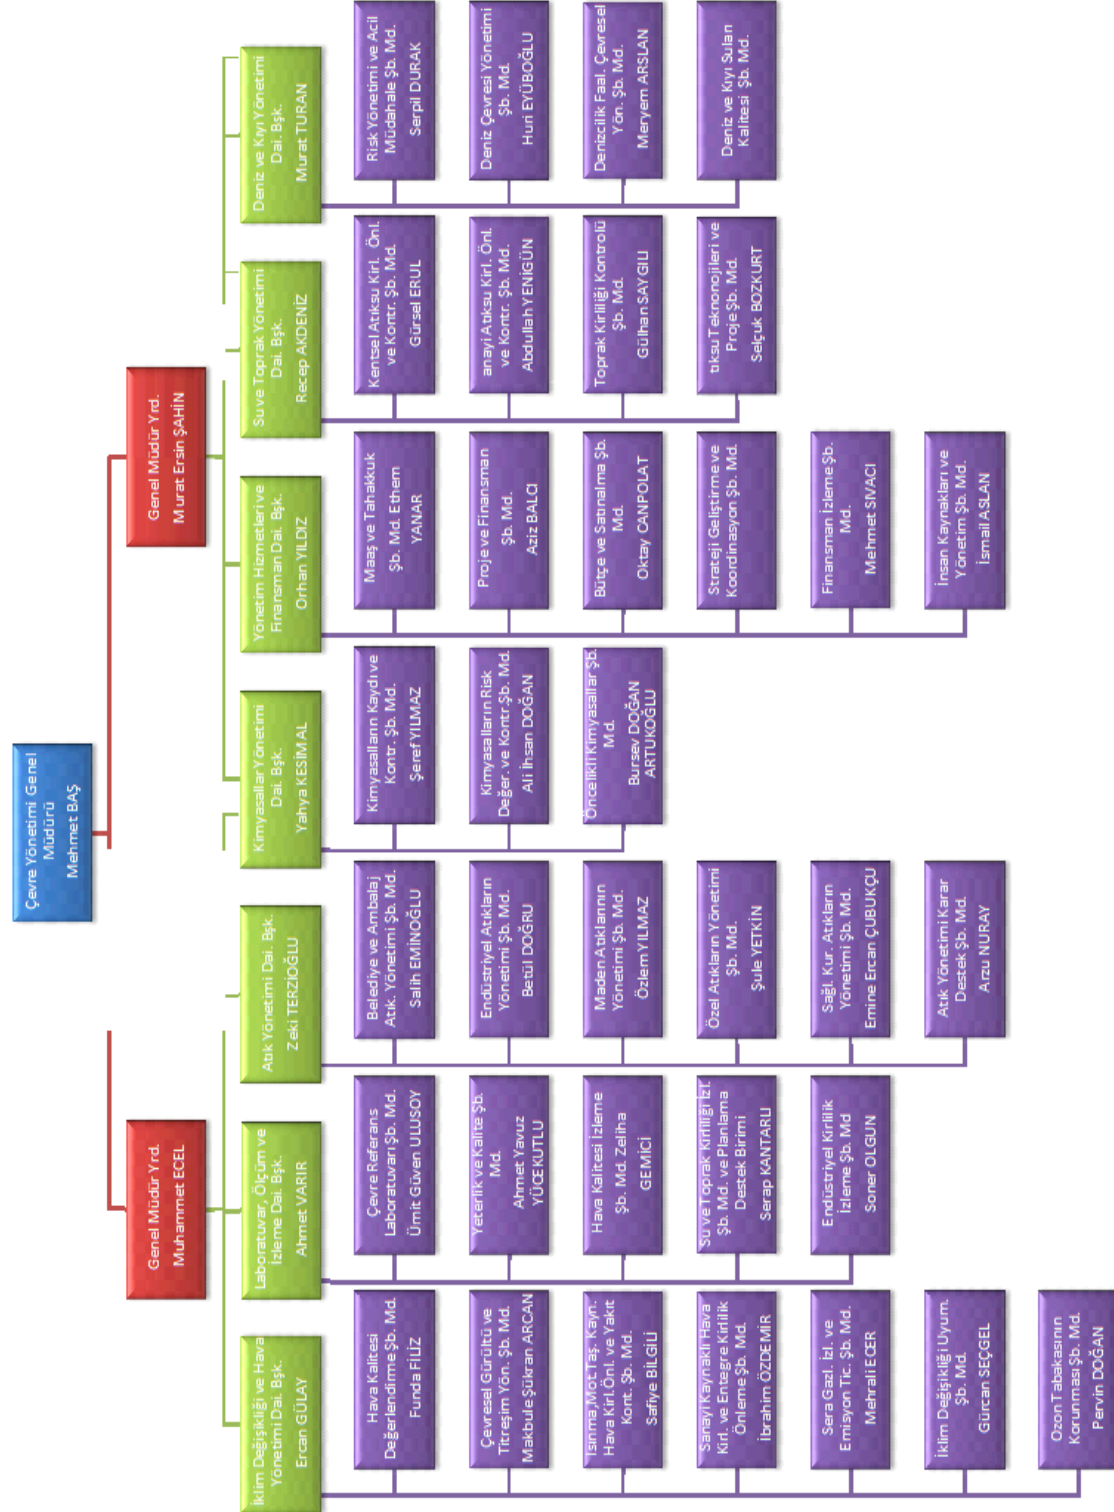 Çevre Yönetimi Genel
Müdürü
Mehmet BAŞ
Genel Müdür Yrd.
Muhammet ECEL
Genel Müdür Yrd.
Murat Ersin ŞAHİN
İklim Değişikliği ve Hava
Yönetimi Dai. Bşk.
Ercan GÜLAY
Laboratuvar, Ölçüm ve
İzleme Dai. Bşk.
Ahmet VARIR
Atık Yönetimi Dai. Bşk.
Zeki TERZİOĞLU
Kimyasallar Yönetimi
Dai. Bşk.
Yahya KESİMAL
Yönetim Hizmetleri ve
Finansman Dai. Bşk.
Orhan YILDIZ
Su ve Toprak Yönetimi
Dai. Bşk.
Recep AKDENİZ
Deniz ve Kıyı Yönetimi
Dai. Bşk.
Murat TURAN
Hava Kalitesi
Değerlendirme Şb. Md.
Funda FİLİZ
Çevresel Gürültü ve
Titreşim Yön. Şb. Md.
Makbule Şükran ARCAN
Isınma,Mot.Taş. Kayn.
Hava Kirl.Önl. ve Yakıt
Kont. Şb. Md.
Safiye BİLGİLİ
Sanayi Kaynaklı Hava
Kirl. ve Entegre Kirlilik
Önleme Şb. Md.
İbrahim ÖZDEMİR
Sera Gazl. İzl. ve
Emisyon Tic. Şb. Md.
Mehrali ECER
İklim Değişikliği Uyum.
Şb. Md.
Gürcan SEÇGEL
Ozon Tabakasının
Korunması Şb. Md.
Pervin DOĞAN
Çevre Referans
Laboratuvarı Şb. Md.
Ümit Güven ULUSOY
Yeterlik ve Kalite Şb.
Md.
Ahmet Yavuz
YÜCEKUTLU
Hava Kalitesi İzleme
Şb. Md. Zeliha
GEMİCİ
Su ve Toprak Kirliliği İzl.
Şb. Md. ve Planlama
Destek Birimi
Serap KANTARLI
Endüstriyel Kirlilik
İzleme Şb. Md
Soner OLGUN
Belediye ve Ambalaj
Atık. Yönetimi Şb. Md.
Salih EMİNOĞLU
Endüstriyel Atıkların
Yönetimi Şb. Md.
Betül DOĞRU
Maden Atıklarının
Yönetimi Şb. Md.
Özlem YILMAZ
Özel Atıkların Yönetimi
Şb. Md.
Şule YETKİN
Sağl. Kur. Atıkların
Yönetimi Şb. Md.
Emine Ercan ÇUBUKÇU
Atık Yönetimi Karar
Destek Şb. Md.
Arzu NURAY
Kimyasalların Kaydı ve
Kontr. Şb. Md.
Şeref YILMAZ
Kimyasalların Risk
Değer. ve Kontr.Şb. Md.
Ali İhsan DOĞAN
Öncelikli Kimyasallar Şb.
Md.
Bursev DOĞAN
ARTUKOĞLU
Maaş ve Tahakkuk
Şb. Md. Ethem
YANAR
Proje ve Finansman
Şb. Md.
Aziz BALCI
Bütçe ve Satınalma Şb.
Md.
Oktay CANPOLAT
Strateji Geliştirme ve
Koordinasyon Şb. Md.
Finansman İzleme Şb.
Md.
Mehmet SIVACI
İnsan Kaynakları ve
Yönetim Şb. Md.
İsmail ASLAN
Kentsel Atıksu Kirl. Önl.
ve Kontr. Şb. Md.
Gürsel ERUL
anayi Atıksu Kirl. Önl.
ve Kontr. Şb. Md.
Abdullah YENİGÜN
Toprak Kirliliği Kontrolü
Şb. Md.
Gülhan SAYGILI
tıksu Teknonojileri ve
Proje Şb. Md.
Selçuk BOZKURT
Risk Yönetimi ve Acil
Müdahale Şb. Md.
Serpil DURAK
Deniz Çevresi Yönetimi
Şb. Md.
Huri EYÜBOĞLU
Denizcilik Faal. Çevresel
Yön. Şb. Md.
Meryem ARSLAN
Deniz ve Kıyı Suları
Kalitesi Şb. Md.